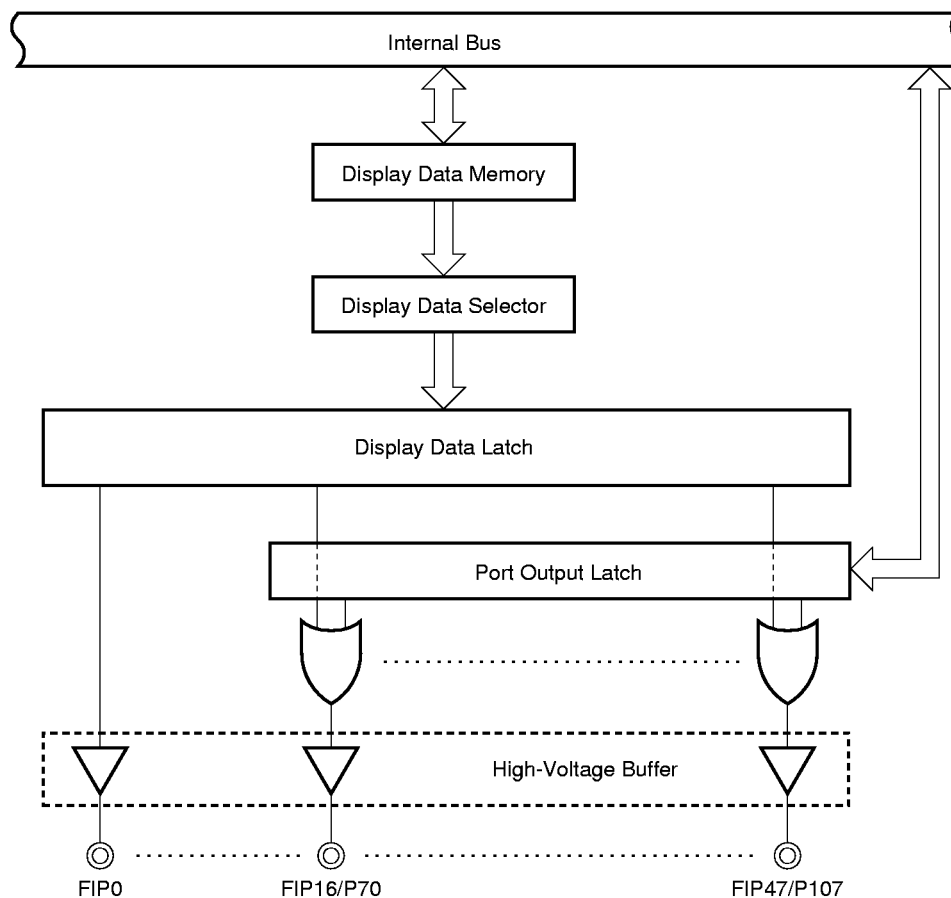 Internal Bus
Display Data Memory
Display Data Selector
Display Data Latch
Port Output Latch
High-Voltage Buffer
FIP0
FIP16/P70
FIP47/P107